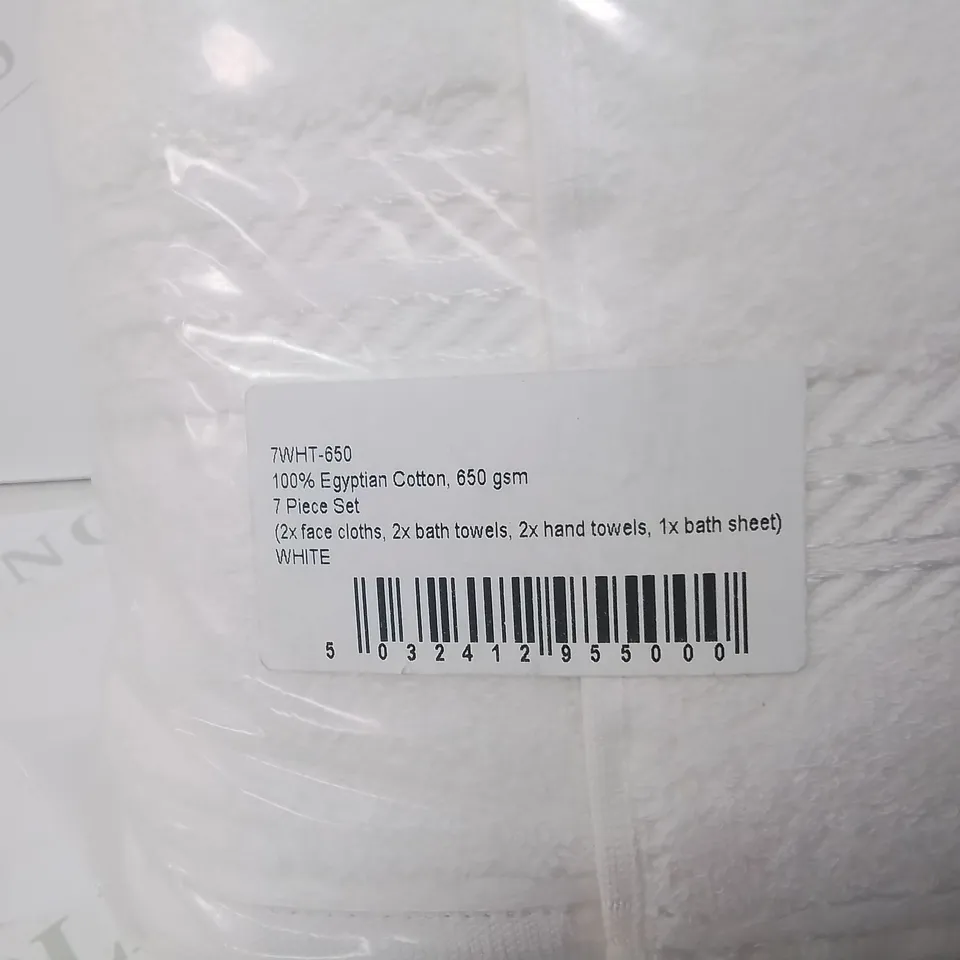 7WHT-650
100% Egyptian Cotton, 650 gsm
7 Piece Set
(2x face cloths, 2x bath towels, 2x hand towels, 1x bath sheet)
WHITE
5 032412 955000